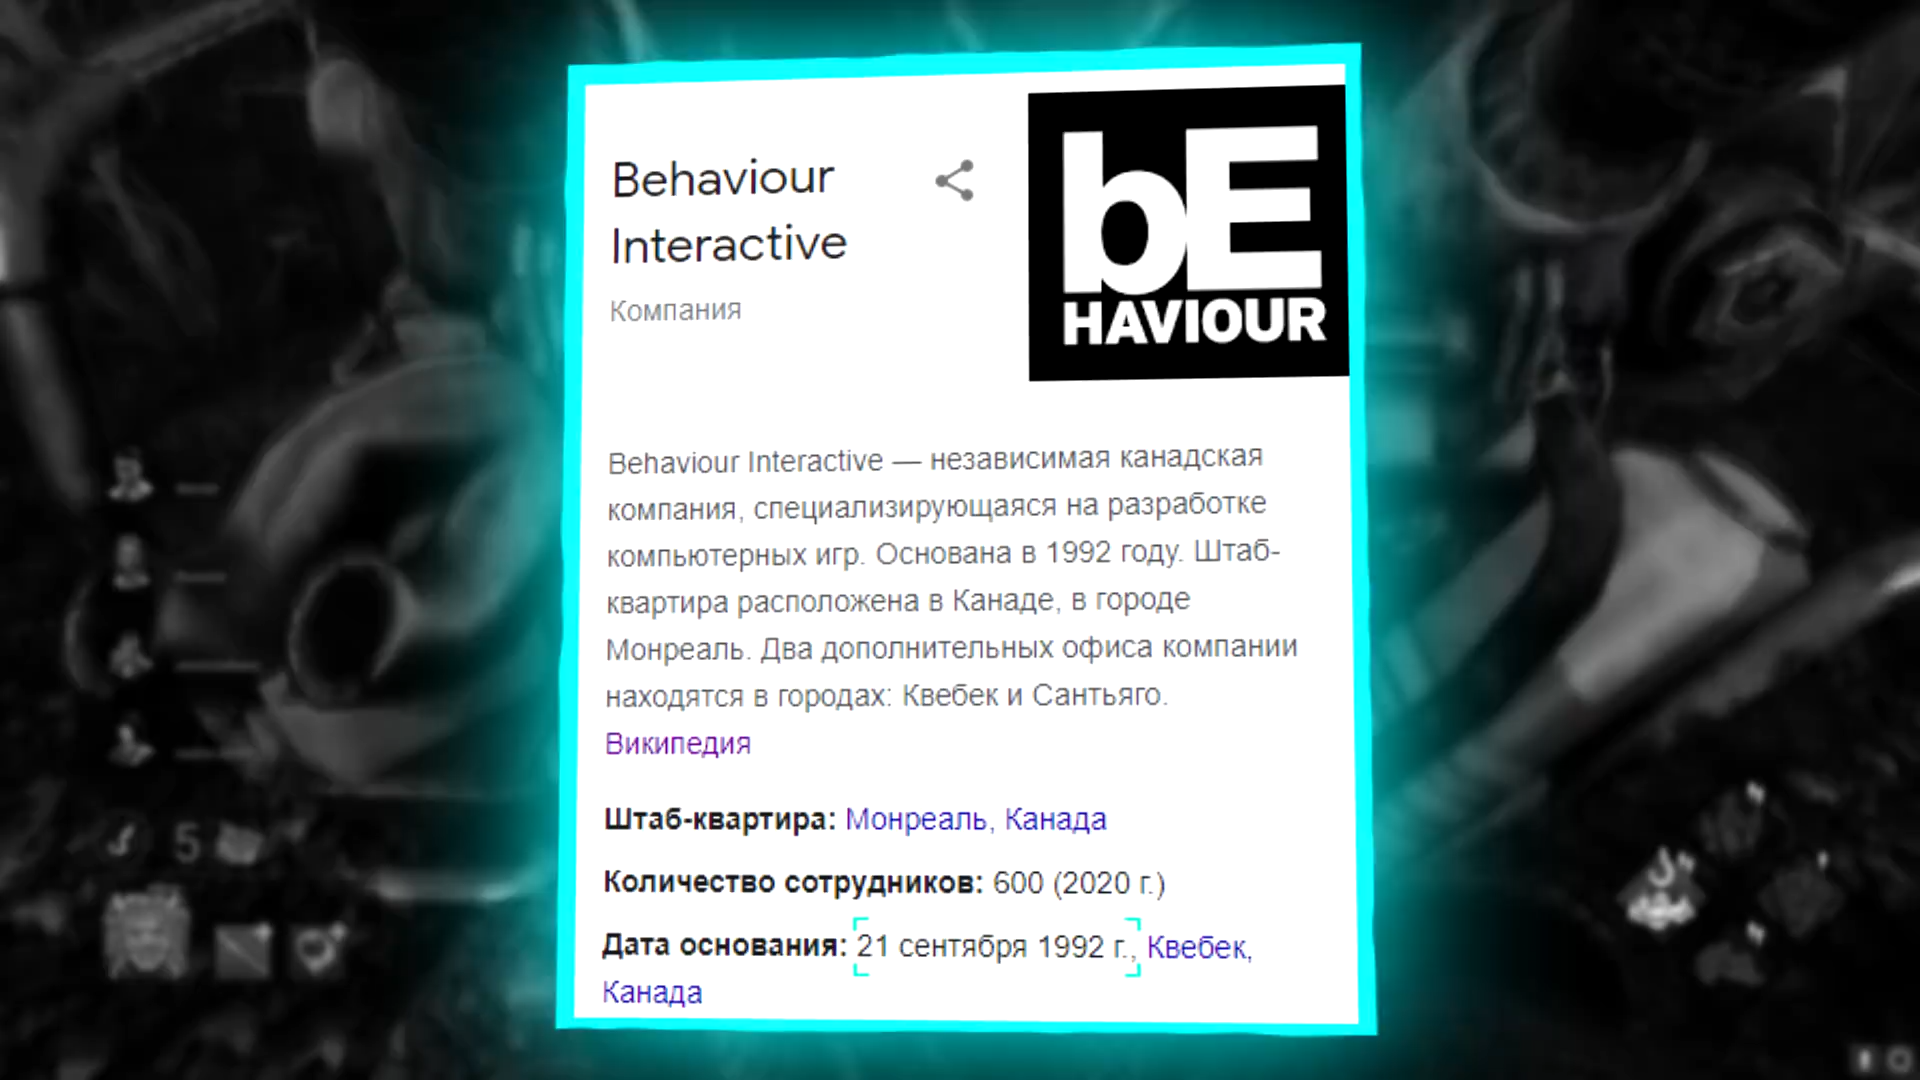 Behaviour
Interactive
Компания
bE
HAVIOUR
Behaviour Interactive — независимая канадская
компания, специализирующаяся на разработке
компьютерных игр. Основана в 1992 году. Штаб-
квартира расположена в Канаде, в городе
Монреаль. Два дополнительных офиса компании
находятся в городах: Квебек и Сантьяго.
Википедия
Штаб-квартира: Монреаль, Канада
Количество сотрудников: 600 (2020 г.)
Дата основания: 21 сентября 1992 г., Квебек,
Канада
5